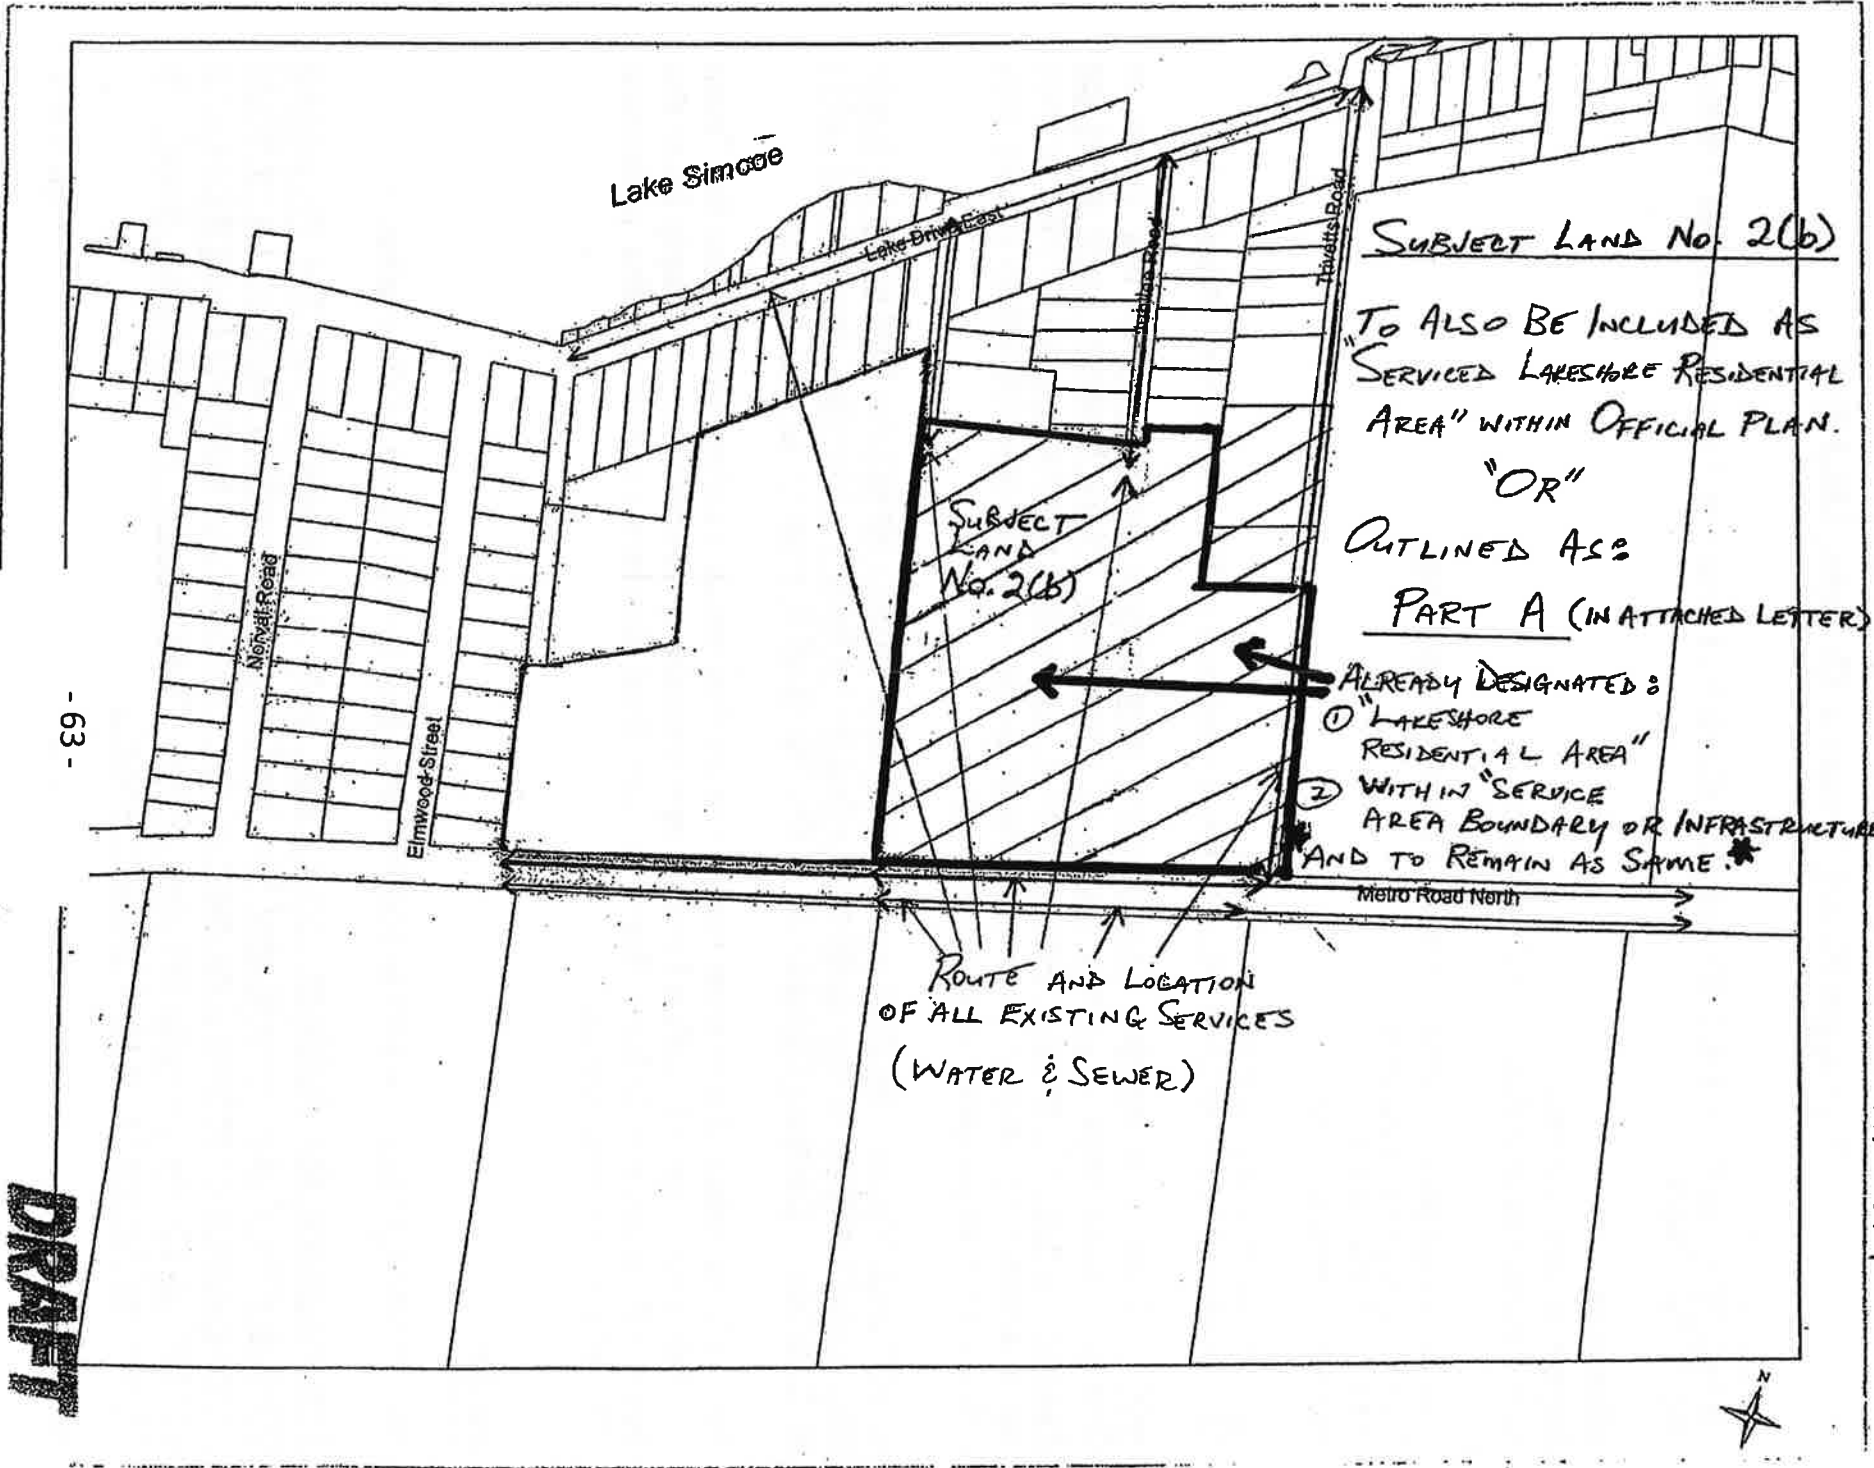 Lake Simcoe
Lake Drive East
Trivetts Road
SUBJECT LAND No. 2(b)
TO ALSO BE INCLUDED AS
"SERVICED LAKESHORE RESIDENTIAL
AREA" WITHIN OFFICIAL PLAN.
"OR"
OUTLINED AS:
PART A (IN ATTACHED LETTER)
ALREADY DESIGNATED:
① "LAKESHORE
RESIDENTIAL AREA"
② WITHIN "SERVICE
AREA BOUNDARY OR INFRASTRUCTURE
* AND TO REMAIN AS SAME. *
SUBJECT
LAND
No. 2(b)
Norval Road
Elmwood Street
Metro Road North
ROUTE AND LOCATION
OF ALL EXISTING SERVICES
(WATER & SEWER)
- 63 -
DRAFT
N